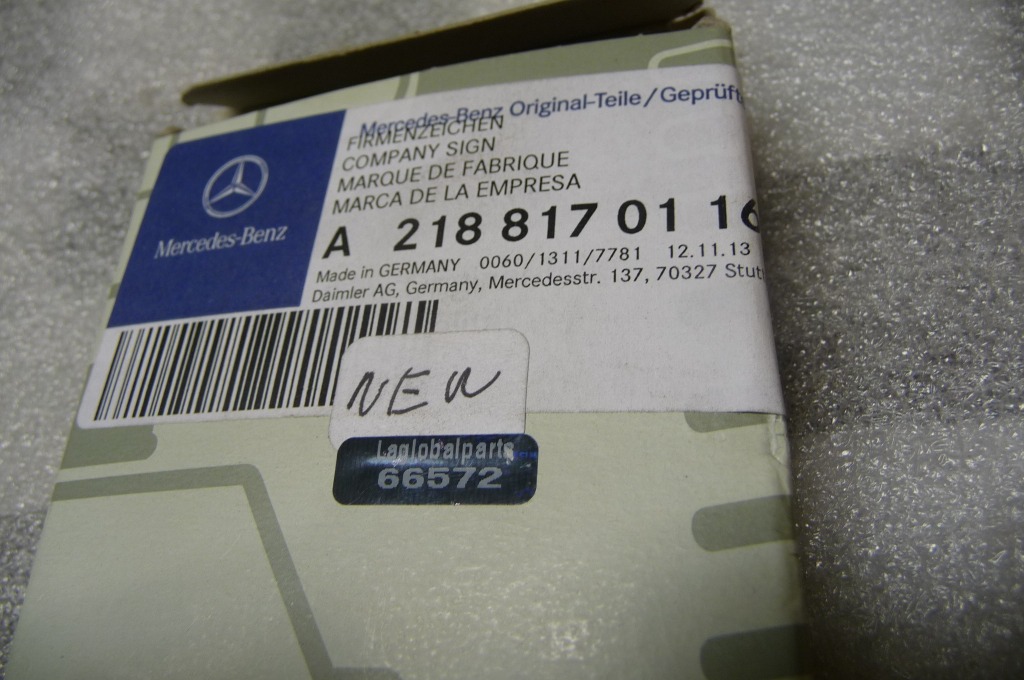 Mercedes-Benz Original-Teile/Geprüft
FIRMENZEICHEN
COMPANY SIGN
MARQUE DE FABRIQUE
MARCA DE LA EMPRESA
A 218 817 01 16
Made in GERMANY 0060/1311/7781 12.11.13
Daimler AG, Germany, Mercedesstr. 137, 70327 Stut
Mercedes-Benz
NEW
Laglobalparts
66572